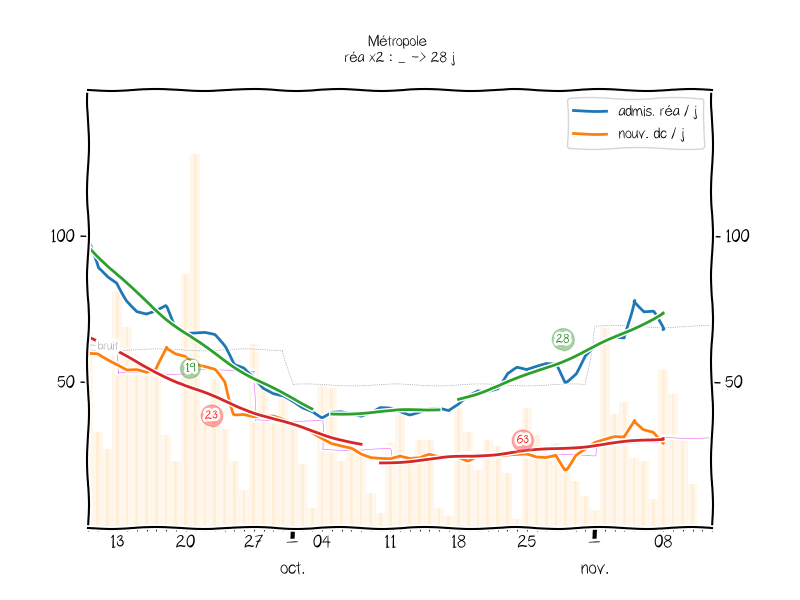 Métropole
réa x2 : _ -> 28 j
admis. réa / j
nouv. dc / j
100
100
bruit
28
19
50
50
23
63
13
20
27
04
11
18
25
08
oct.
nov.